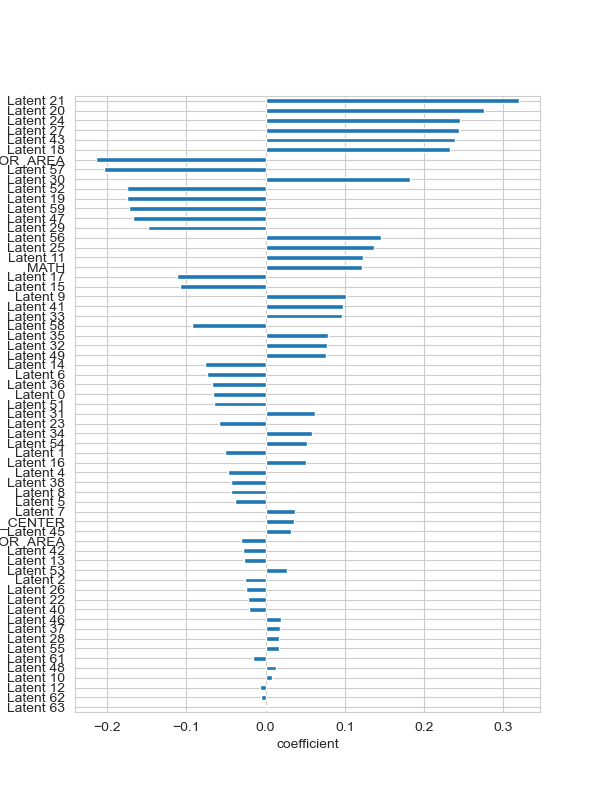 Latent 21
Latent 20
Latent 24
Latent 27
Latent 43
Latent 18
OR_AREA
Latent 57
Latent 30
Latent 52
Latent 19
Latent 59
Latent 47
Latent 29
Latent 56
Latent 25
Latent 11
MATH
Latent 17
Latent 15
Latent 9
Latent 41
Latent 33
Latent 58
Latent 35
Latent 32
Latent 49
Latent 14
Latent 6
Latent 36
Latent 0
Latent 51
Latent 31
Latent 23
Latent 34
Latent 54
Latent 1
Latent 16
Latent 4
Latent 38
Latent 8
Latent 5
Latent 7
_CENTER
Latent 45
OR_AREA
Latent 42
Latent 13
Latent 53
Latent 2
Latent 26
Latent 22
Latent 40
Latent 46
Latent 37
Latent 28
Latent 55
Latent 61
Latent 48
Latent 10
Latent 12
Latent 62
Latent 63
−0.2 −0.1 0.0 0.1 0.2 0.3
coefficient